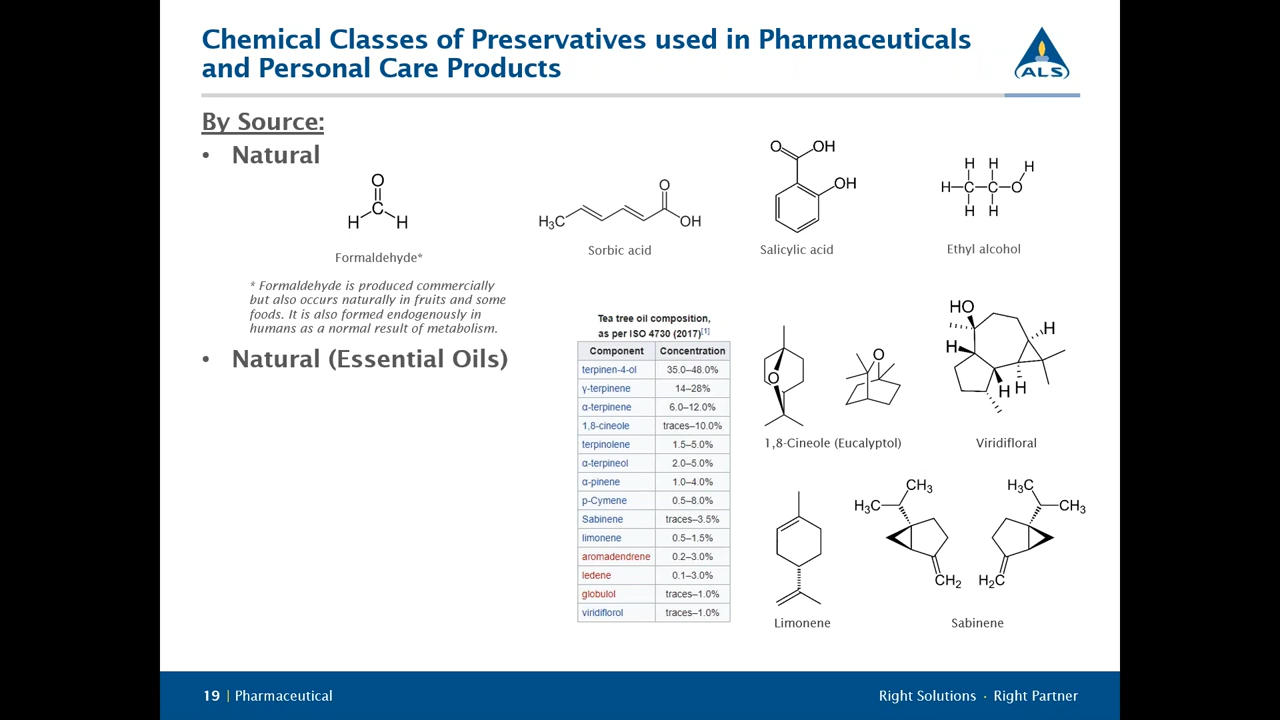 Chemical Classes of Preservatives used in Pharmaceuticals
and Personal Care Products
ALS
By Source:
• Natural
O
H
C
H
Formaldehyde*
H₃C
O
OH
Sorbic acid
O
OH
OH
Salicylic acid
H H H
H C C O
H H
Ethyl alcohol
* Formaldehyde is produced commercially
but also occurs naturally in fruits and some
foods. It is also formed endogenously in
humans as a normal result of metabolism.
• Natural (Essential Oils)
Tea tree oil composition,
as per ISO 4730 (2017)[1]
Component Concentration
terpinen-4-ol 35.0–48.0%
γ-terpinene 14–28%
α-terpinene 6.0–12.0%
1,8-cineole traces–10.0%
terpinolene 1.5–5.0%
α-terpineol 2.0–5.0%
α-pinene 1.0–4.0%
p-Cymene 0.5–8.0%
Sabinene traces–3.5%
limonene 0.5–1.5%
aromadendrene 0.2–3.0%
ledene 0.1–3.0%
globulol traces–1.0%
viridiflorol traces–1.0%
O
O
1,8-Cineole (Eucalyptol)
HO
H
H
H H
Viridifloral
Limonene
CH₃
H₃C
CH₂
H₃C
CH₃
H₂C
Sabinene
19 | Pharmaceutical
Right Solutions · Right Partner